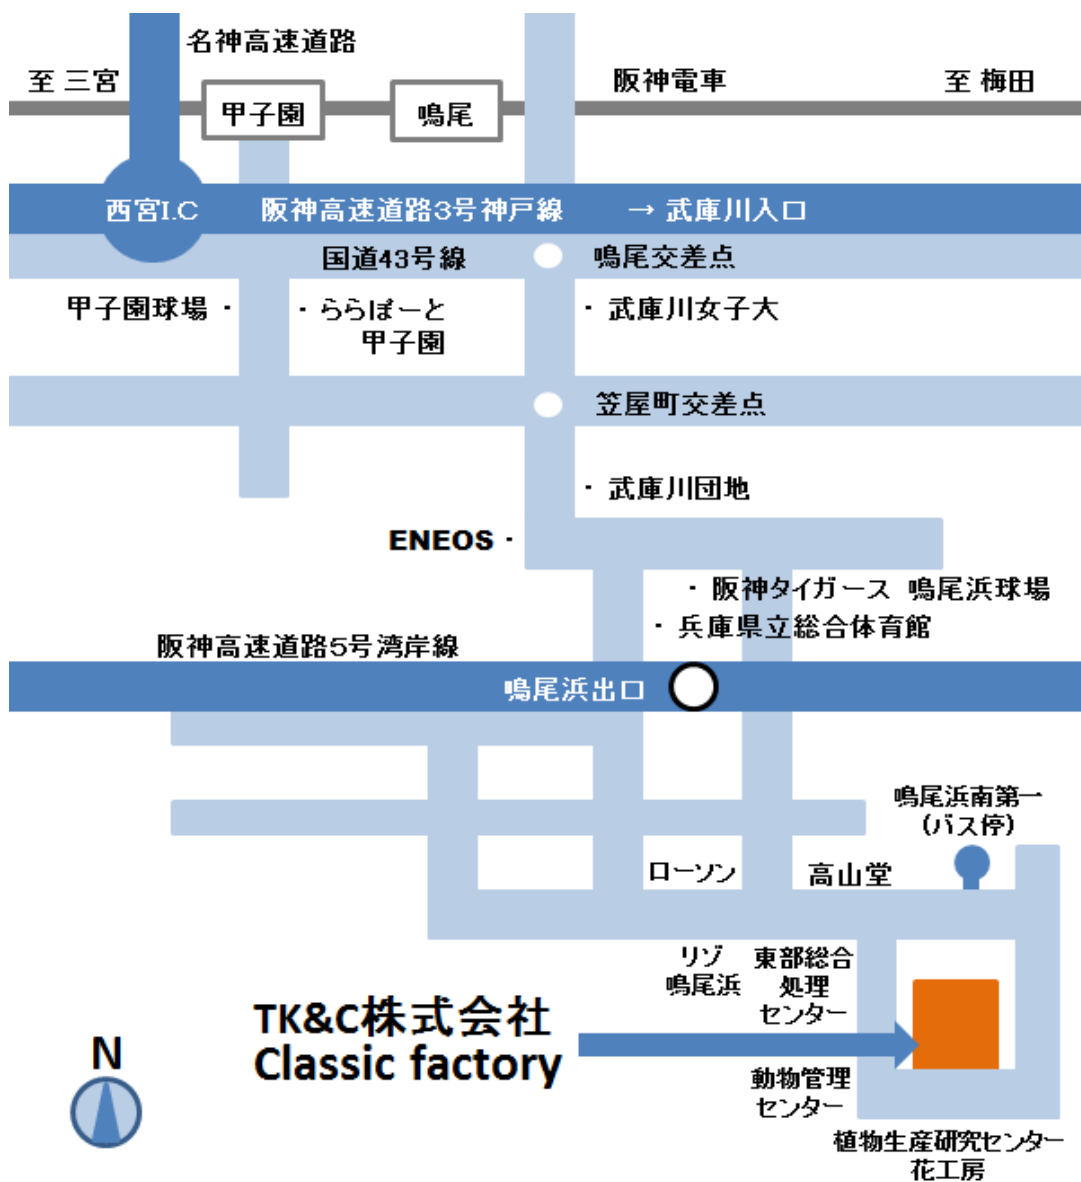 名神高速道路
至 三宮
阪神電車
至 梅田
甲子園
鳴尾
西宮I.C
阪神高速道路3号神戸線
→ 武庫川入口
国道43号線
鳴尾交差点
甲子園球場 ・
・ ららぽーと
甲子園
・ 武庫川女子大
笠屋町交差点
・ 武庫川団地
ENEOS ・
・ 阪神タイガース 鳴尾浜球場
・ 兵庫県立総合体育館
阪神高速道路5号湾岸線
鳴尾浜出口
鳴尾浜南第一
(バス停)
ローソン
高山堂
リゾ
鳴尾浜
東部総合
処理
センター
TK&C株式会社
Classic factory
N
動物管理
センター
植物生産研究センター
花工房